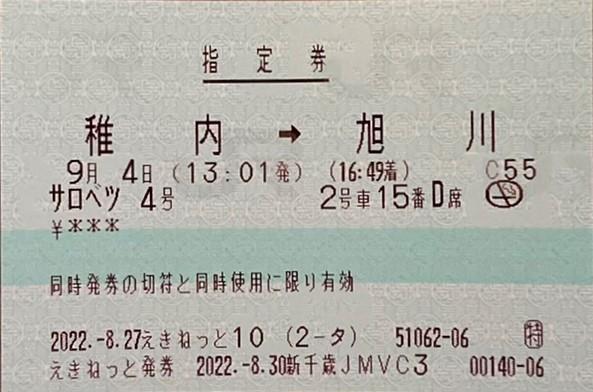 指定券
稚内 → 旭川
9月 4日 (13:01発) (16:49着) C55
サロベツ 4号 2号車15番D席
¥***
同時発券の切符と同時使用に限り有効
2022.-8.27えきねっと10 (2-タ) 51062-06 特
えきねっと発券 2022.-8.30新千歳JMVC3 00140-06